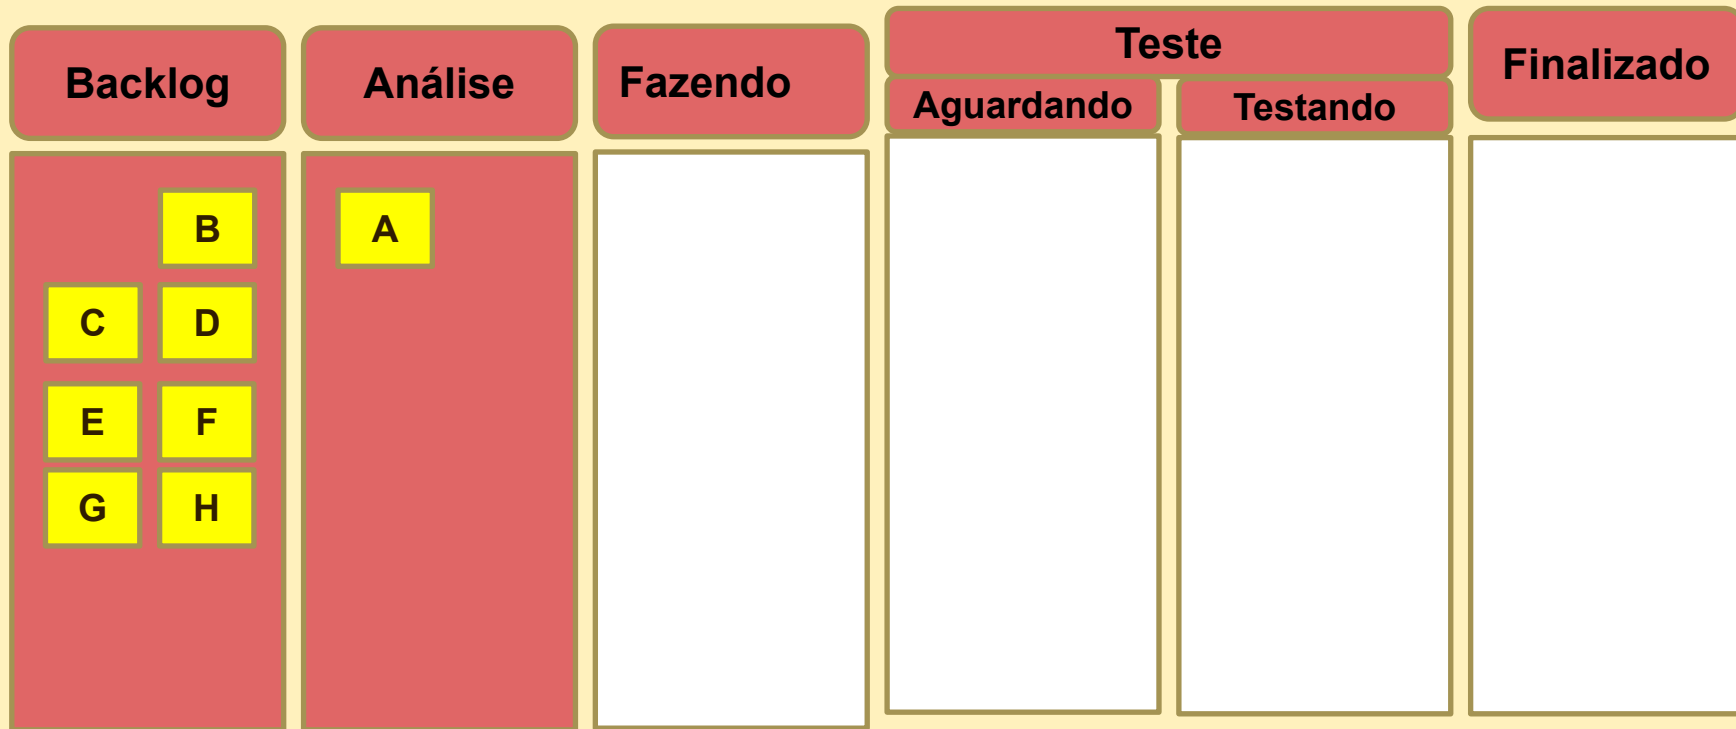 Backlog
Análise
Fazendo
Teste
Aguardando
Testando
Finalizado
B
A
C D
E F
G H